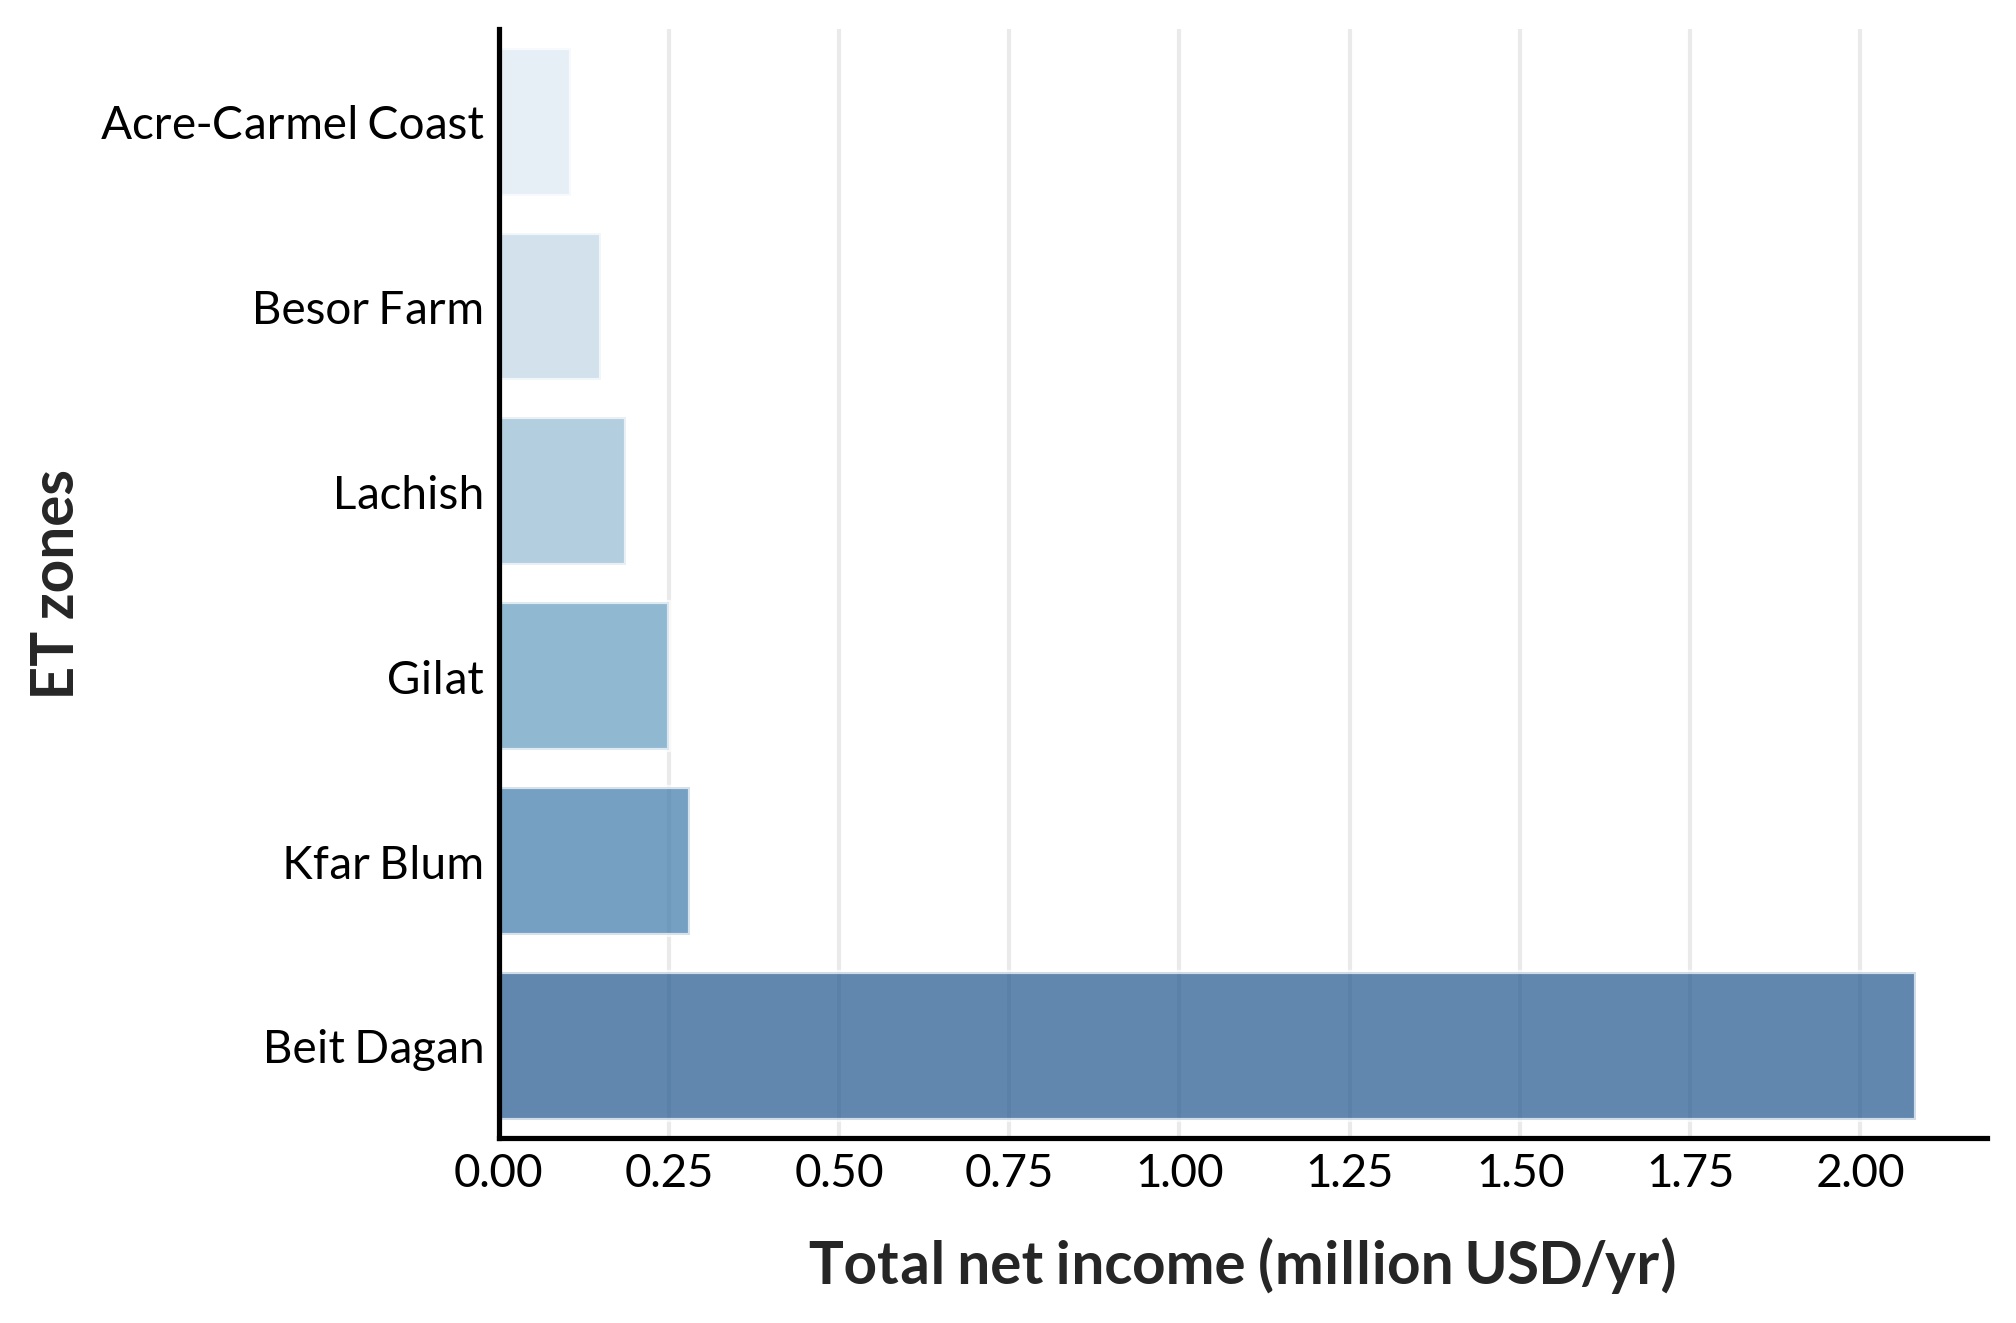 Acre-Carmel Coast
Besor Farm
Lachish
Gilat
Kfar Blum
Beit Dagan
ET zones
0.00 0.25 0.50 0.75 1.00 1.25 1.50 1.75 2.00
Total net income (million USD/yr)